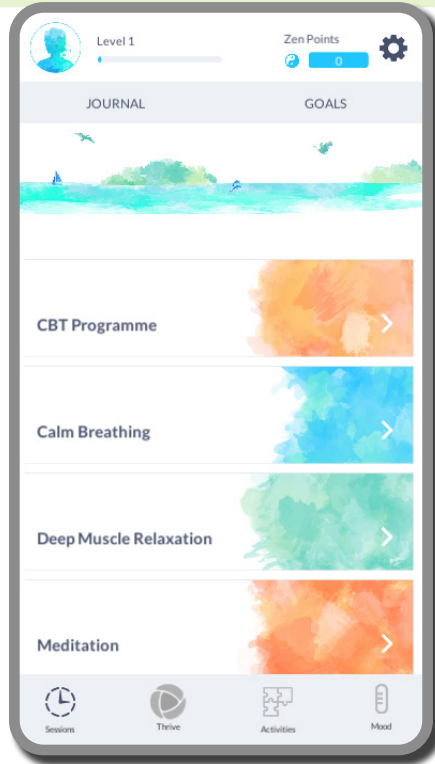 Level 1
Zen Points
0
JOURNAL
GOALS
CBT Programme
Calm Breathing
Deep Muscle Relaxation
Meditation
Sessions
Thrive
Activities
Mood